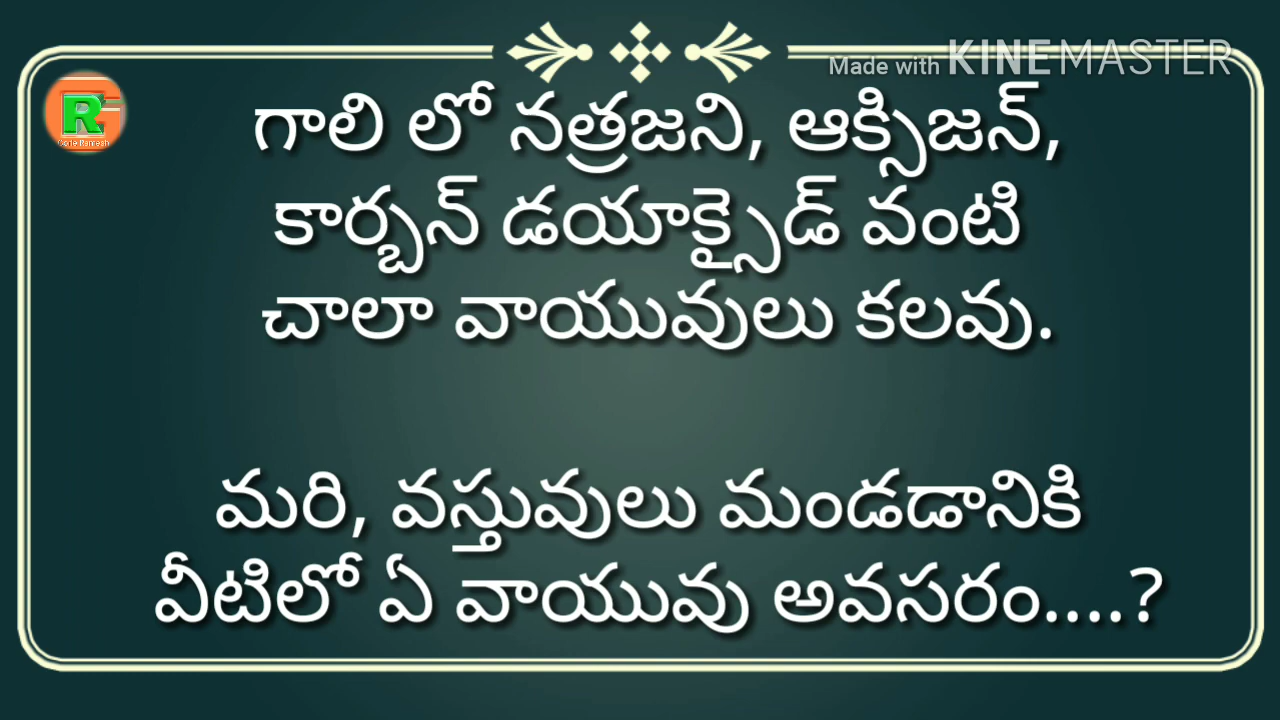 Made with KINEMASTER
R
గాలి లో నత్రజని, ఆక్సిజన్,
కార్బన్ డయాక్సైడ్ వంటి
చాలా వాయువులు కలవు.
మరి, వస్తువులు మండడానికి
వీటిలో ఏ వాయువు అవసరం....?